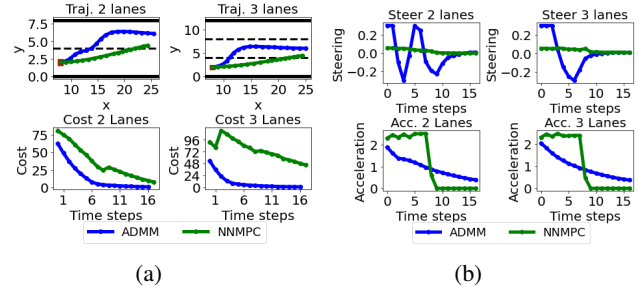 Traj. 2 lanes
y
7.5
5.0
2.5
0.0
10 15 20 25
x
Traj. 3 lanes
y
10
5
0
10 15 20 25
x
Cost 2 Lanes
Cost
75
50
25
0
1 6 11 16
Time steps
Cost 3 Lanes
Cost
96
72
48
24
0
1 6 11 16
Time steps
ADMM NNMPC
(a)
Steer 2 lanes
Steering
0.2
0.0
−0.2
0 5 10 15
Time steps
Steer 3 lanes
Steering
0.2
0.0
−0.2
0 5 10 15
Time steps
Acc. 2 Lanes
Acceleration
2
1
0
0 5 10 15
Time steps
Acc. 3 Lanes
Acceleration
2
1
0
0 5 10 15
Time steps
ADMM NNMPC
(b)